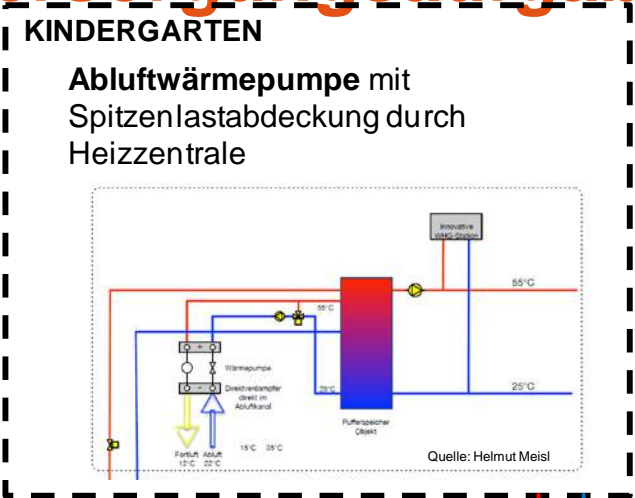 KINDERGARTEN
Abluftwärmepumpe mit
Spitzenlastabdeckung durch
Heizzentrale
Innovative
WHG-Station
55°C
55°C
Wärmepumpe
Direktverdampfer
direkt im
Abluftkanal
25°C
25°C
Pufferspeicher
Objekt
Fortluft Abluft
12°C 22°C
15°C 35°C
Quelle: Helmut Meisl